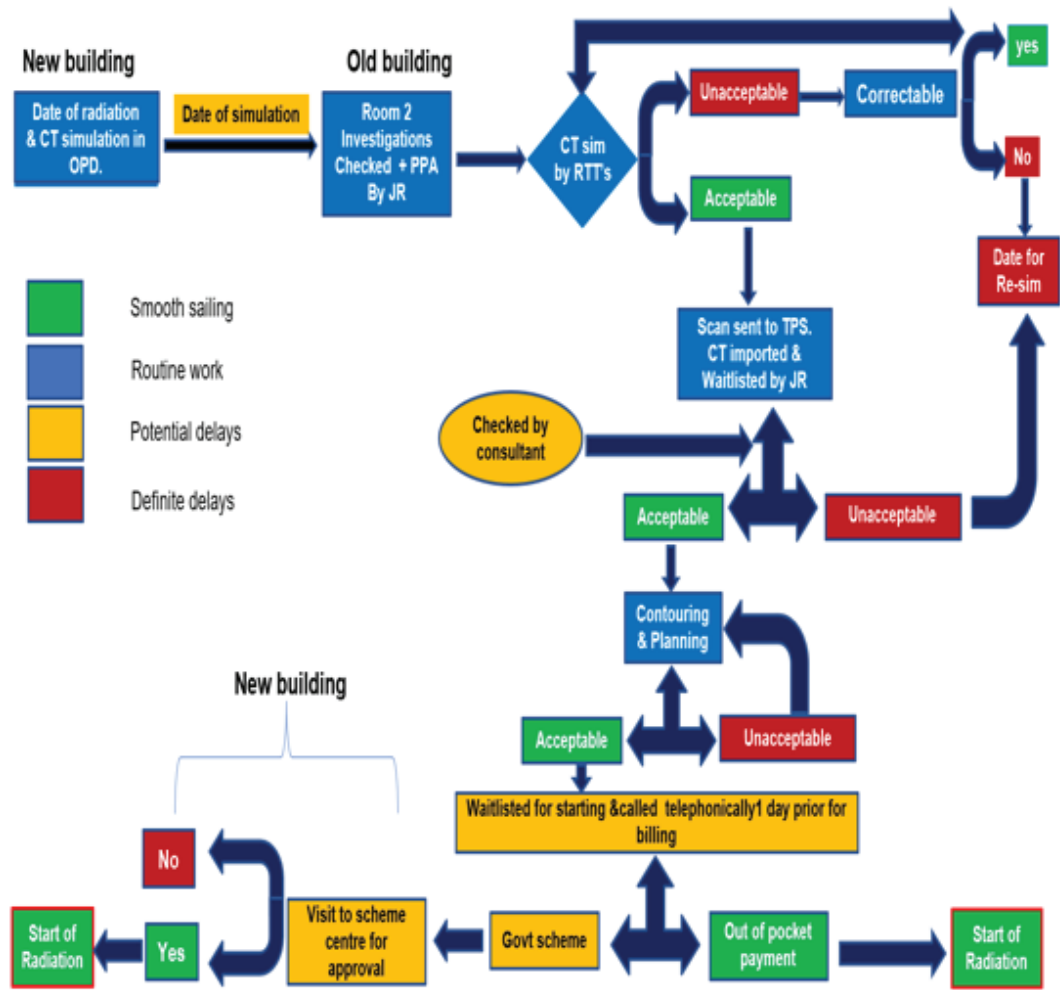 New building
Old building
yes
Date of radiation
& CT simulation in
OPD.
Date of simulation
Room 2
Investigations
Checked + PPA
By JR
CT sim
by RTT's
Unacceptable
Correctable
No
Acceptable
Date for
Re-sim
Smooth sailing
Routine work
Potential delays
Definite delays
Scan sent to TPS.
CT imported &
Waitlisted by JR
Checked by
consultant
Acceptable
Unacceptable
Contouring
& Planning
New building
Acceptable
Unacceptable
Waitlisted for starting &called telephonically1 day prior for
billing
No
Start of
Radiation
Yes
Visit to scheme
centre for
approval
Govt scheme
Out of pocket
payment
Start of
Radiation